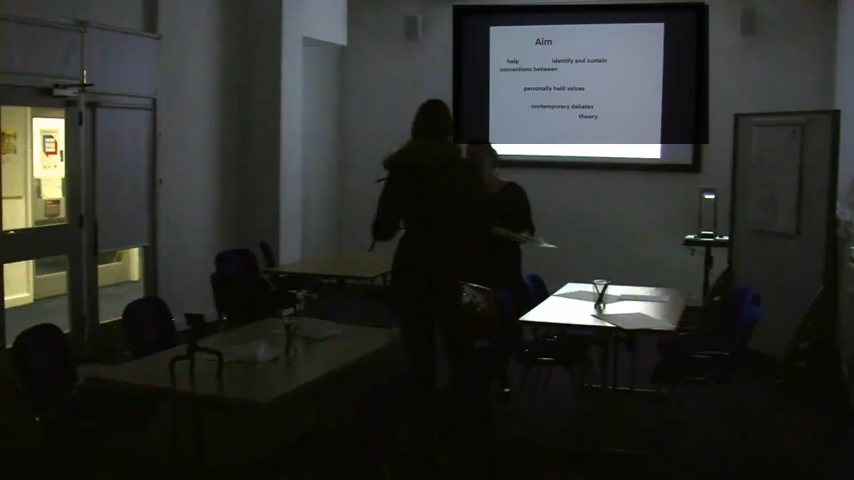 Aim
help identify and sustain
connections between
personally held values
contemporary debates
theory.